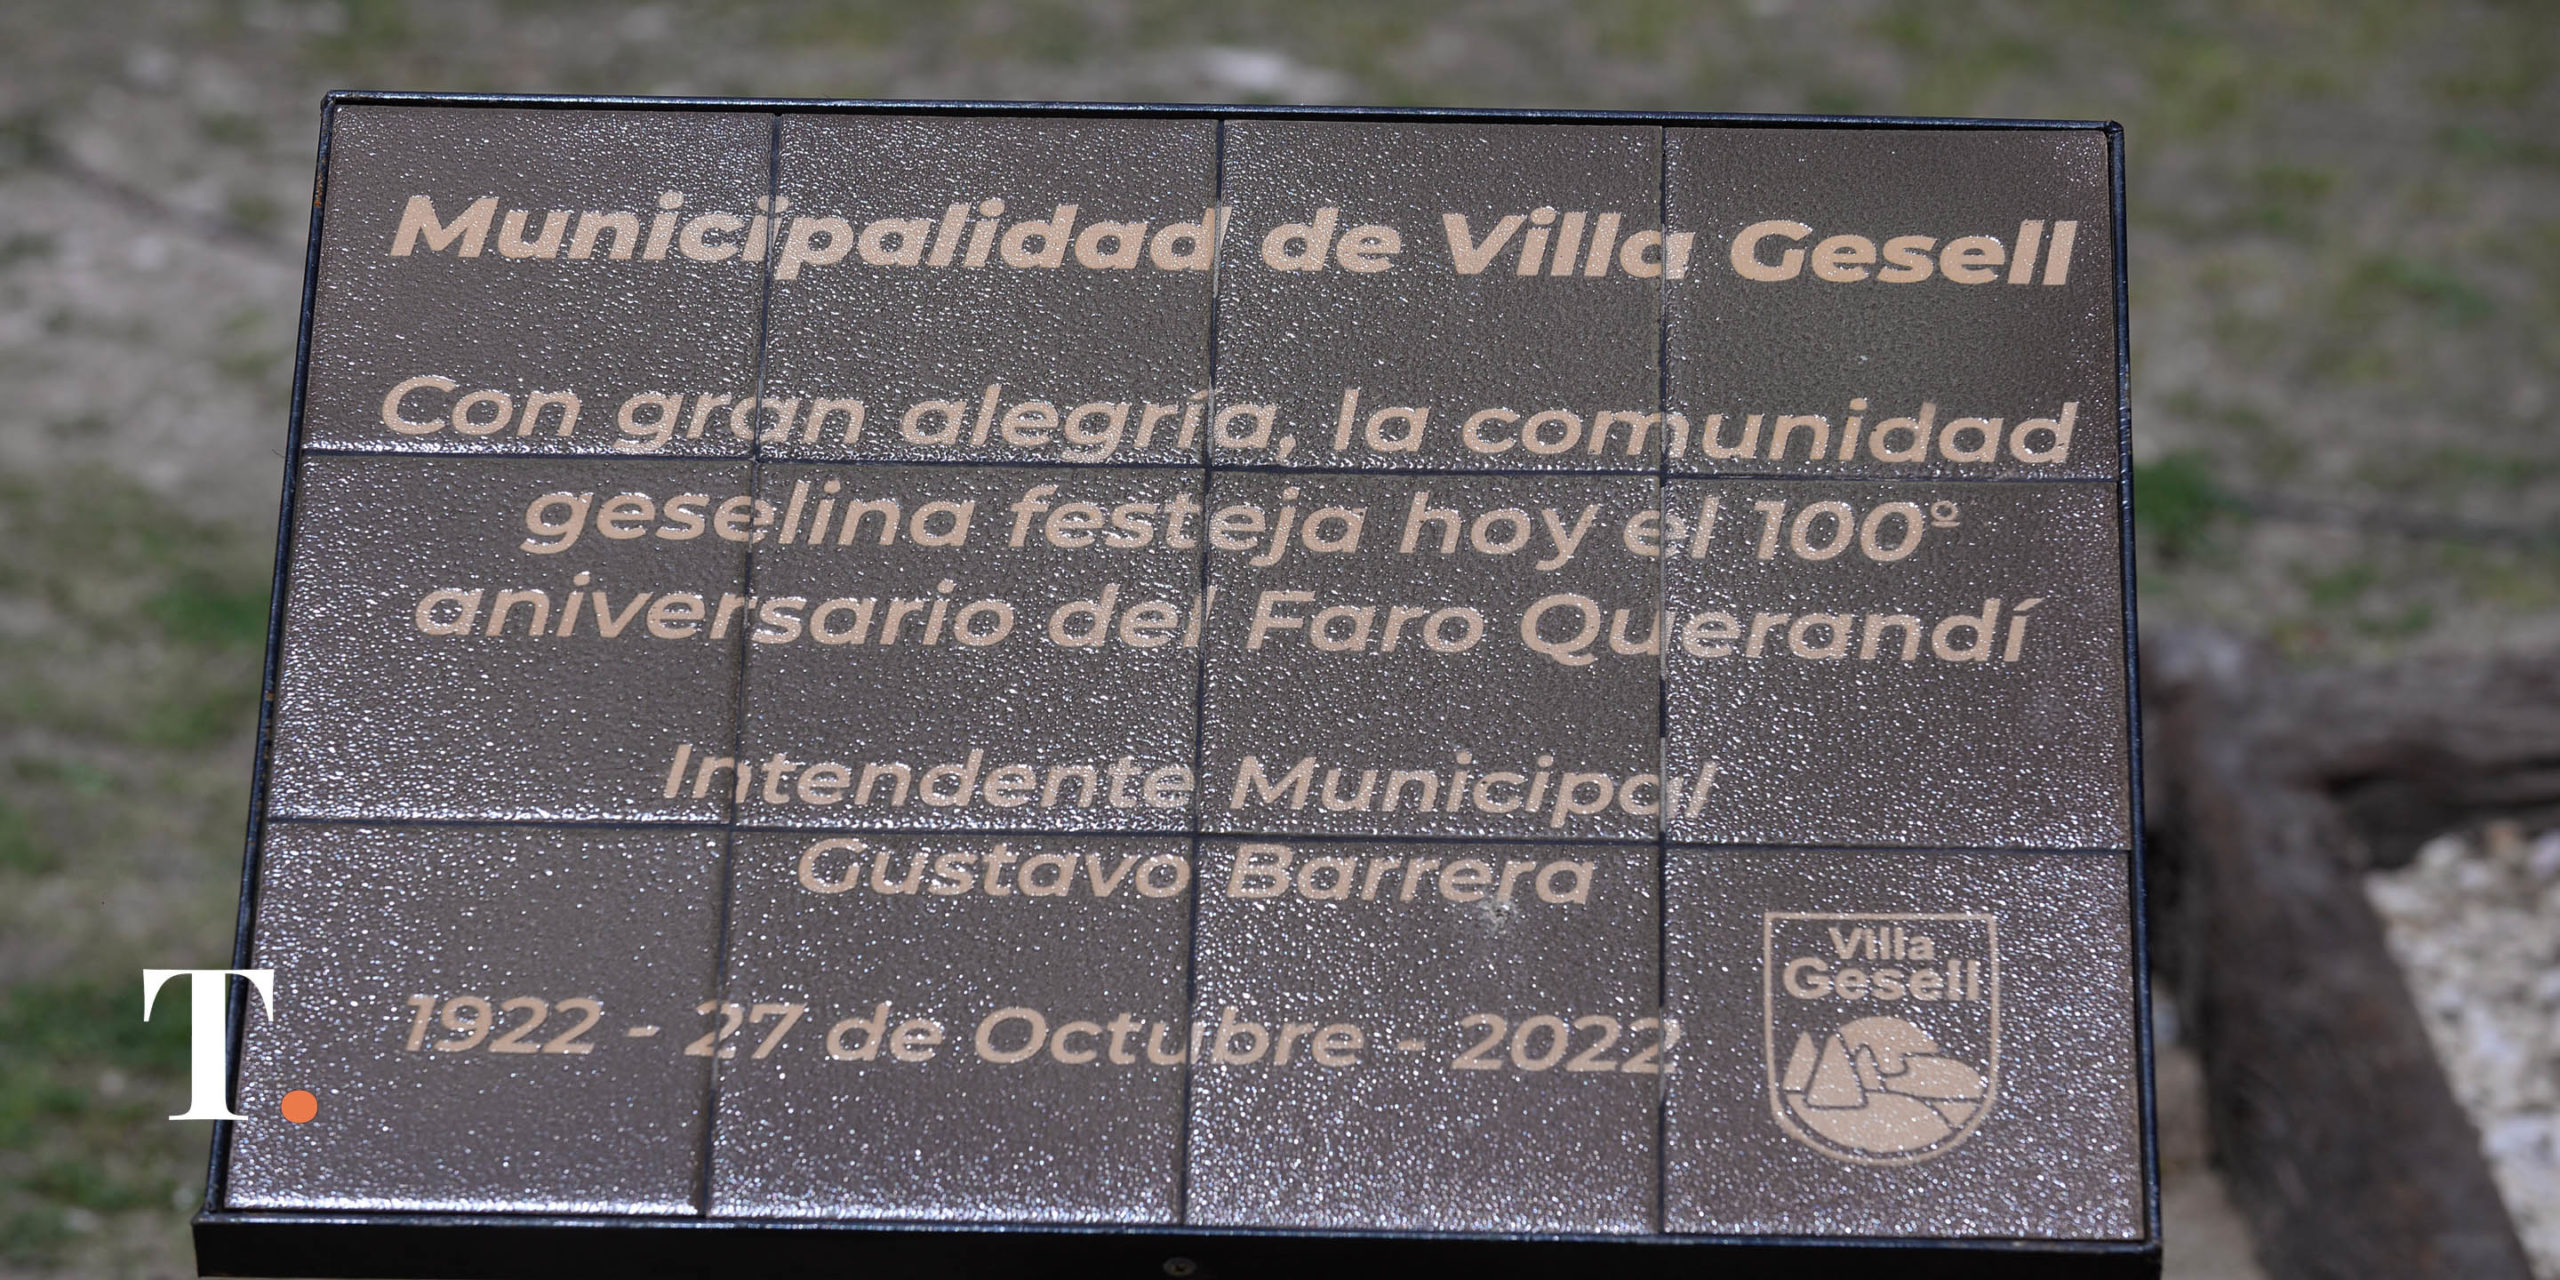 Municipalidad de Villa Gesell
Con gran alegría, la comunidad
geselina festeja hoy el 100º
aniversario del Faro Querandí
Intendente Municipal
Gustavo Barrera
1922 - 27 de Octubre - 2022
Villa
Gesell
T.